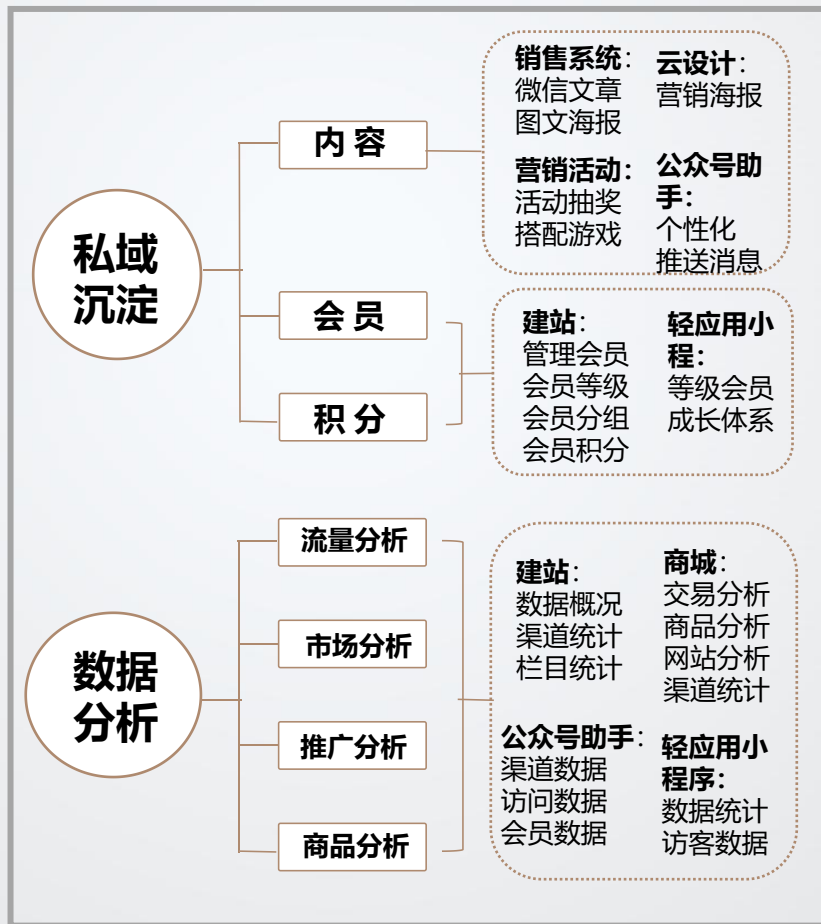 私域
沉淀
内 容
销售系统：
微信文章
图文海报
云设计：
营销海报
营销活动：
活动抽奖
搭配游戏
公众号助
手：
个性化
推送消息
会 员
积 分
建站：
管理会员
会员等级
会员分组
会员积分
轻应用小
程：
等级会员
成长体系
数据
分析
流量分析
市场分析
推广分析
商品分析
建站：
数据概况
渠道统计
栏目统计
商城：
交易分析
商品分析
网站分析
渠道统计
公众号助手：
渠道数据
访问数据
会员数据
轻应用小
程序：
数据统计
访客数据